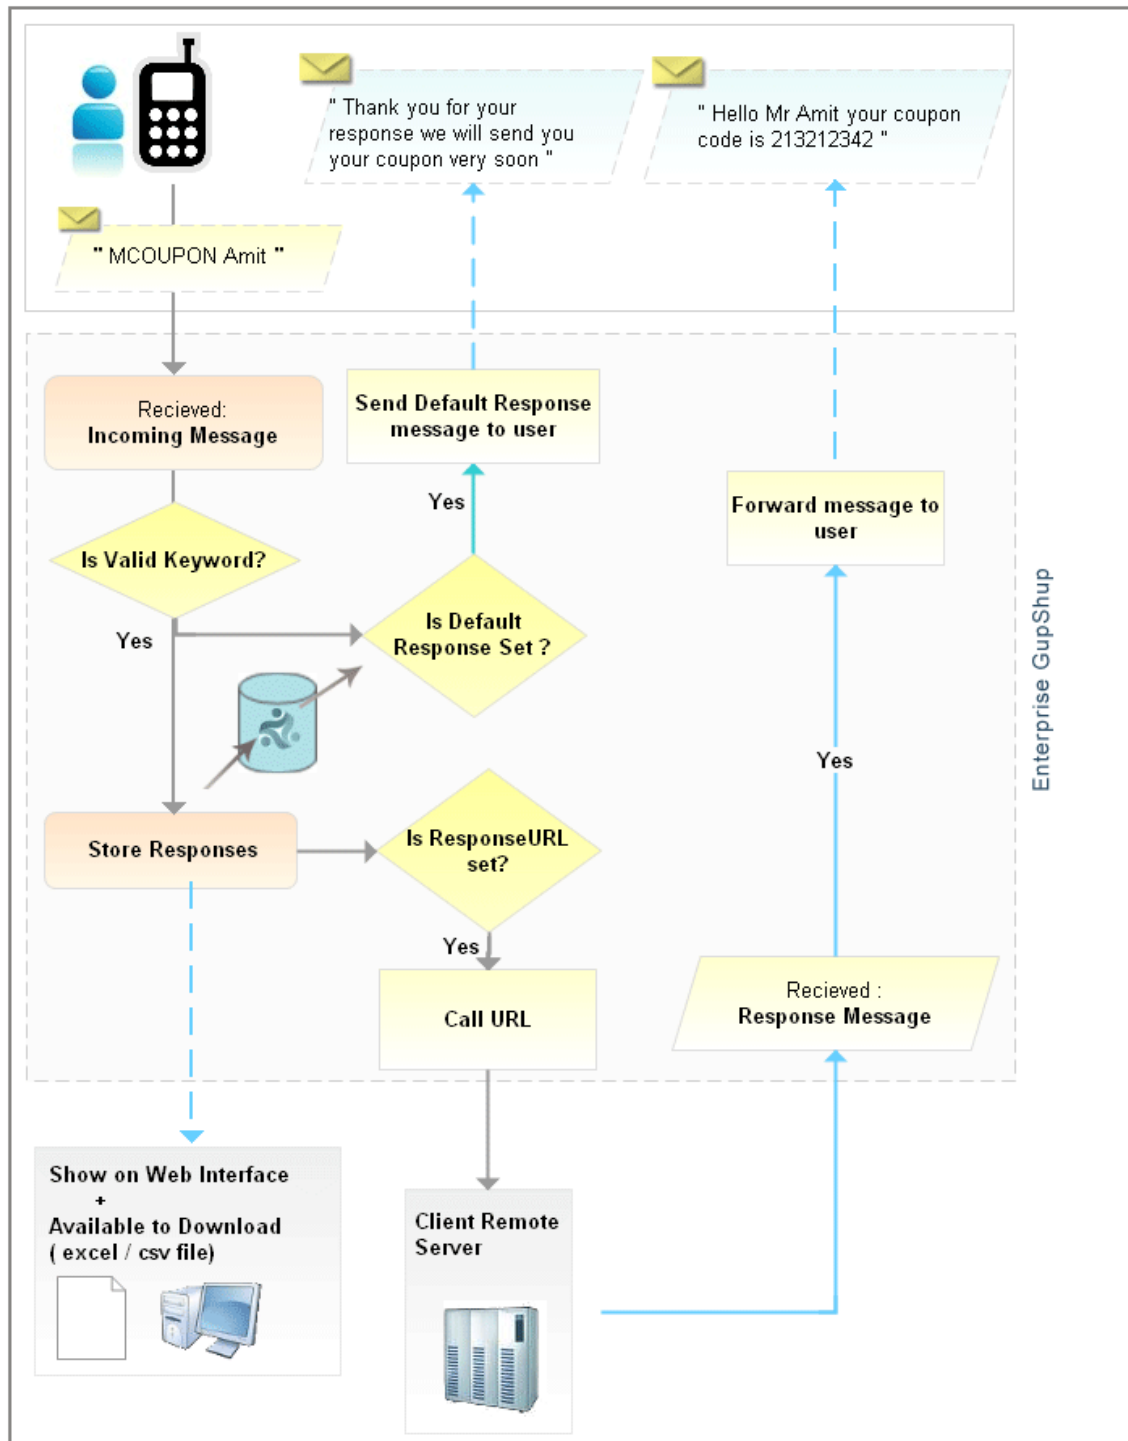 " Thank you for your
response we will send you
your coupon very soon "
" Hello Mr Amit your coupon
code is 213212342 "
" MCOUPON Amit "
Recieved:
Incoming Message
Send Default Response
message to user
Yes
Forward message to
user
Is Valid Keyword?
Is Default
Response Set ?
Yes
Enterprise GupShup
Yes
Store Responses
Is ResponseURL
set?
Yes
Call URL
Recieved :
Response Message
Show on Web Interface
+
Available to Download
( excel / csv file)
Client Remote
Server